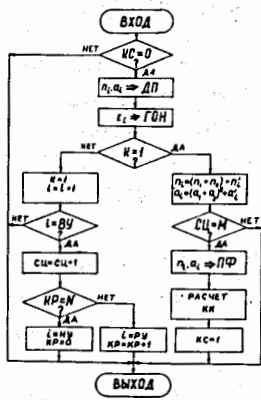 ВХОД
НЕТ
КС=0
?
ДА
nᵢ, aᵢ ⇒ ДП
εᵢ ⇒ ГОН
НЕТ
К=1
?
ДА
К=1
i=i+1
НЕТ
i=ВУ
?
ДА
СЦ=М
?
НЕТ
ДА
СЦ=СЦ+1
nᵢ, aᵢ ⇒ ПФ
КР=N
?
НЕТ
ДА
РАСЧЕТ
КК
i=НУ
КР=0
i=РУ
КР=КР+1
КС=1
ВЫХОД